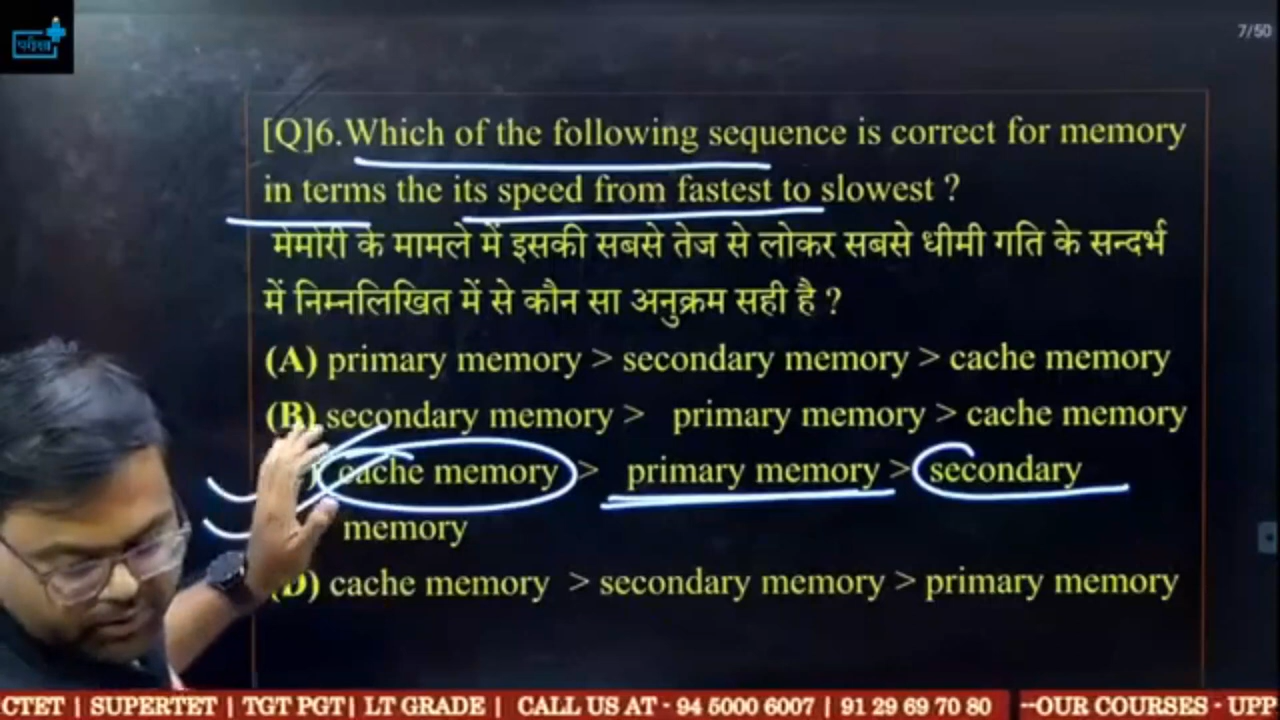 परीक्षा
7/50
[Q]6.Which of the following sequence is correct for memory
in terms the its speed from fastest to slowest ?
मेमोरी के मामले में इसकी सबसे तेज से लोकर सबसे धीमी गति के सन्दर्भ
में निम्नलिखित में से कौन सा अनुक्रम सही है ?
(A) primary memory > secondary memory > cache memory
(B) secondary memory > primary memory > cache memory
) cache memory > primary memory > secondary
memory
(D) cache memory > secondary memory > primary memory
CTET | SUPERTET | TGT PGT| LT GRADE | CALL US AT - 94 5000 6007 | 91 29 69 70 80 --OUR COURSES - UPP